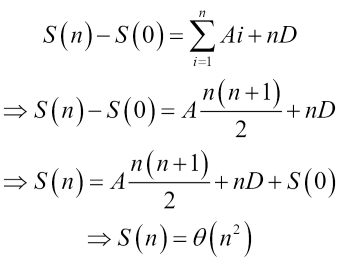 S(n)−S(0)=∑_{i=1}^{n} Ai+nD
⇒S(n)−S(0)=A n(n+1)/2 +nD
⇒S(n)=A n(n+1)/2 +nD+S(0)
⇒S(n)=θ(n²)